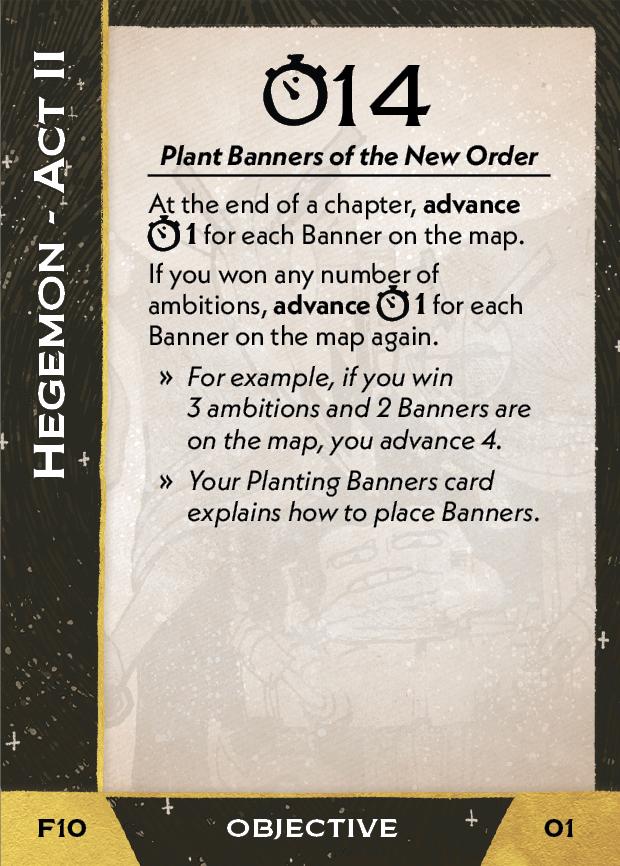 HEGEMON - ACT II
14
Plant Banners of the New Order
At the end of a chapter, advance
1 for each Banner on the map.
If you won any number of
ambitions, advance 1 for each
Banner on the map again.
» For example, if you win
3 ambitions and 2 Banners are
on the map, you advance 4.
» Your Planting Banners card
explains how to place Banners.
F10
OBJECTIVE
01